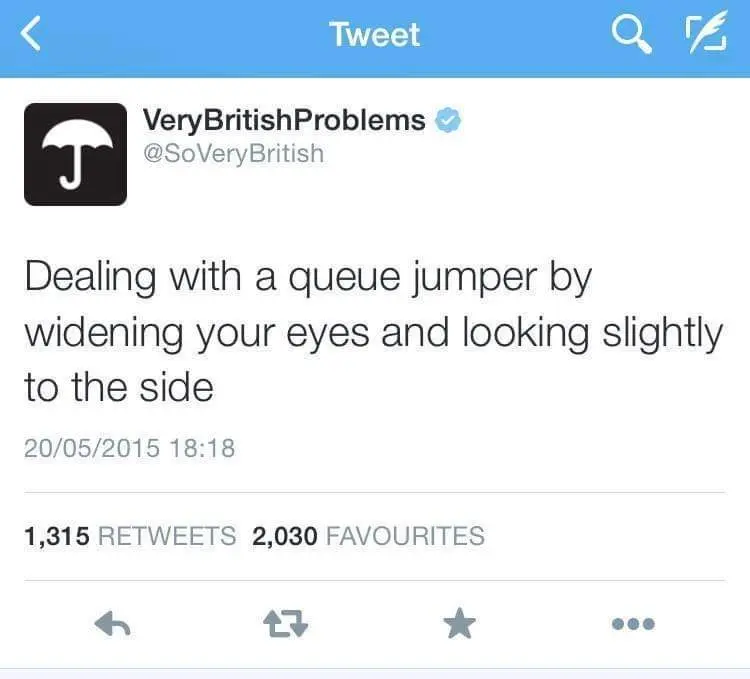 Tweet
VeryBritishProblems
@SoVeryBritish
Dealing with a queue jumper by
widening your eyes and looking slightly
to the side
20/05/2015 18:18
1,315 RETWEETS 2,030 FAVOURITES